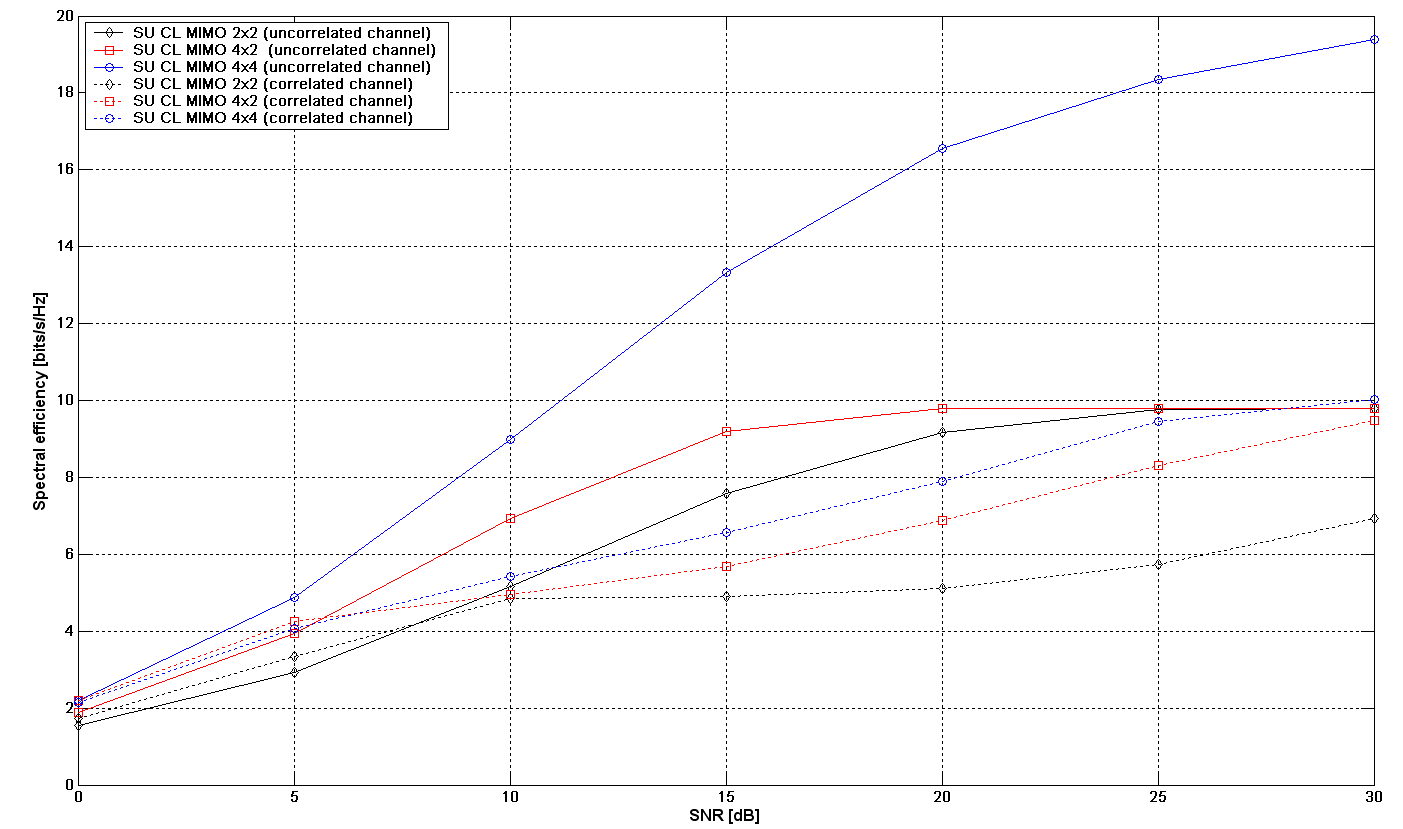 20
18
16
14
12
10
8
6
4
2
0
Spectral efficiency [bits/s/Hz]
SU CL MIMO 2x2 (uncorrelated channel)
SU CL MIMO 4x2 (uncorrelated channel)
SU CL MIMO 4x4 (uncorrelated channel)
SU CL MIMO 2x2 (correlated channel)
SU CL MIMO 4x2 (correlated channel)
SU CL MIMO 4x4 (correlated channel)
0 5 10 15 20 25 30
SNR [dB]